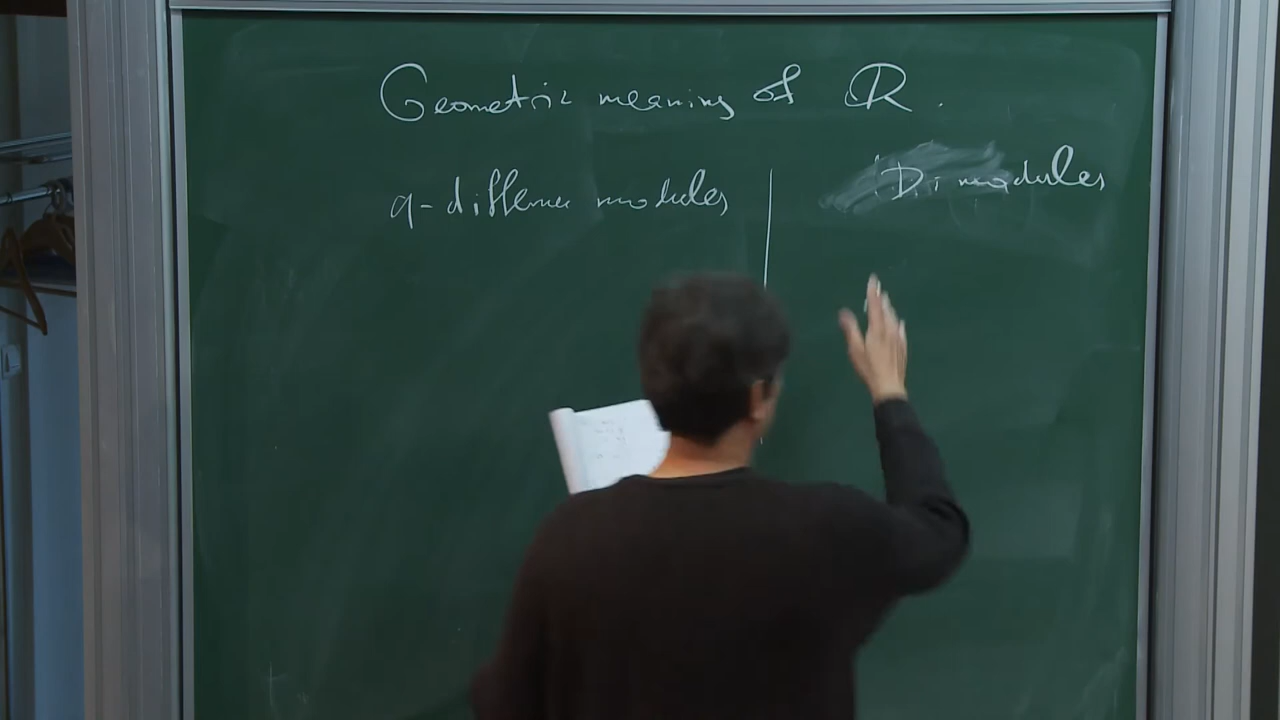 Geometric meaning of R.
q-difference modules | D-modules